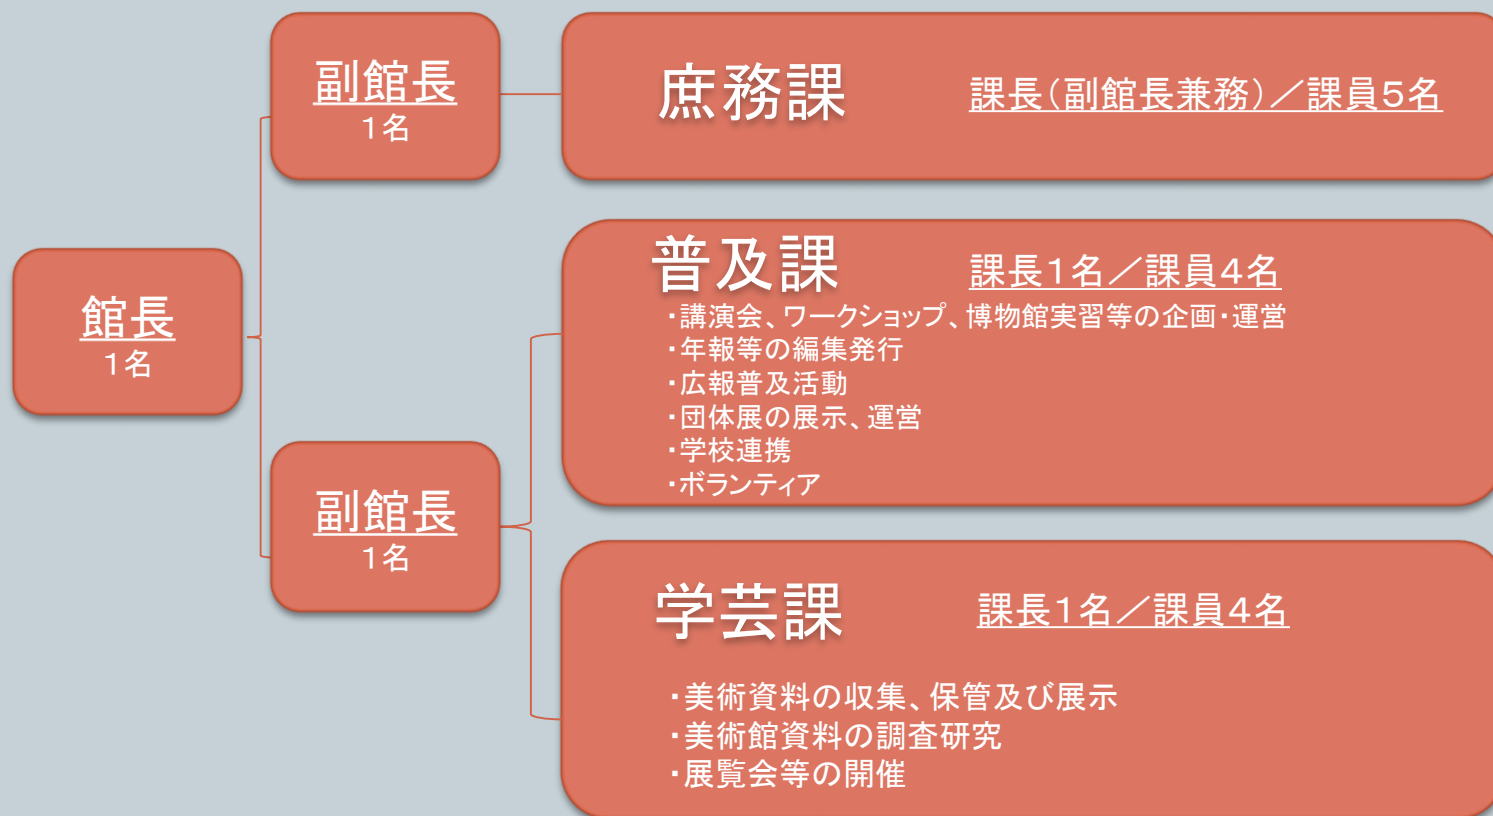 副館長
1名
庶務課
課長(副館長兼務)／課員5名
館長
1名
普及課
課長1名／課員4名
・講演会、ワークショップ、博物館実習等の企画・運営
・年報等の編集発行
・広報普及活動
・団体展の展示、運営
・学校連携
・ボランティア
副館長
1名
学芸課
課長1名／課員4名
・美術資料の収集、保管及び展示
・美術館資料の調査研究
・展覧会等の開催